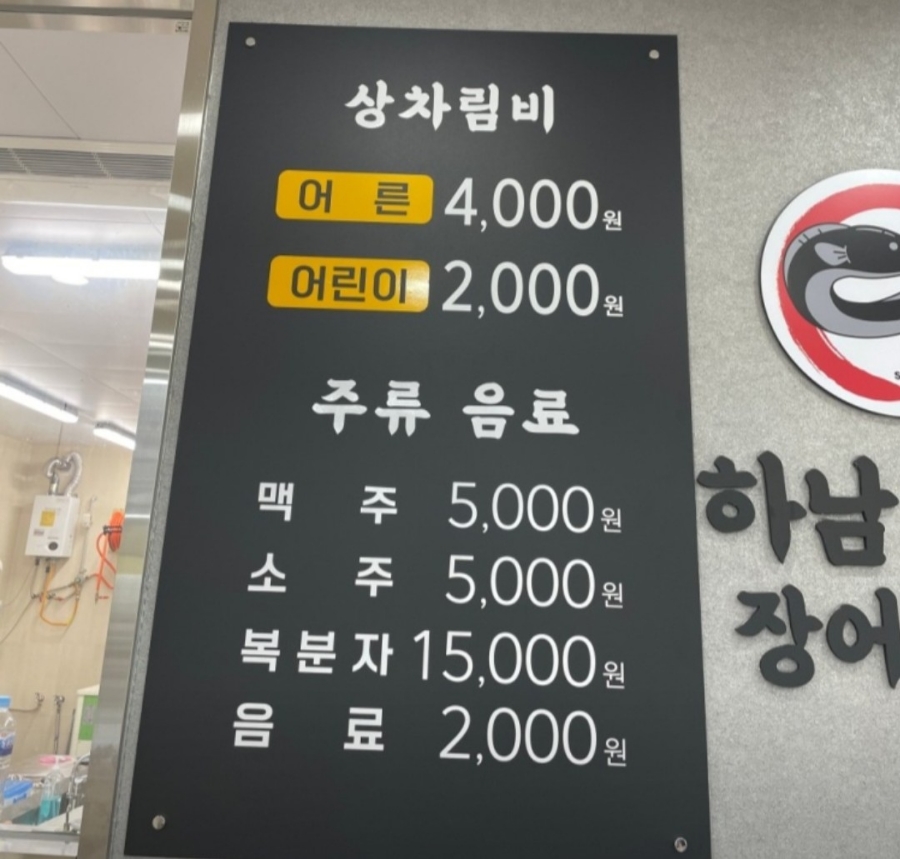 상차림비
어른 4,000원
어린이 2,000원
주류 음료
맥주 5,000원
소주 5,000원
복분자 15,000원
음료 2,000원
하남
장어